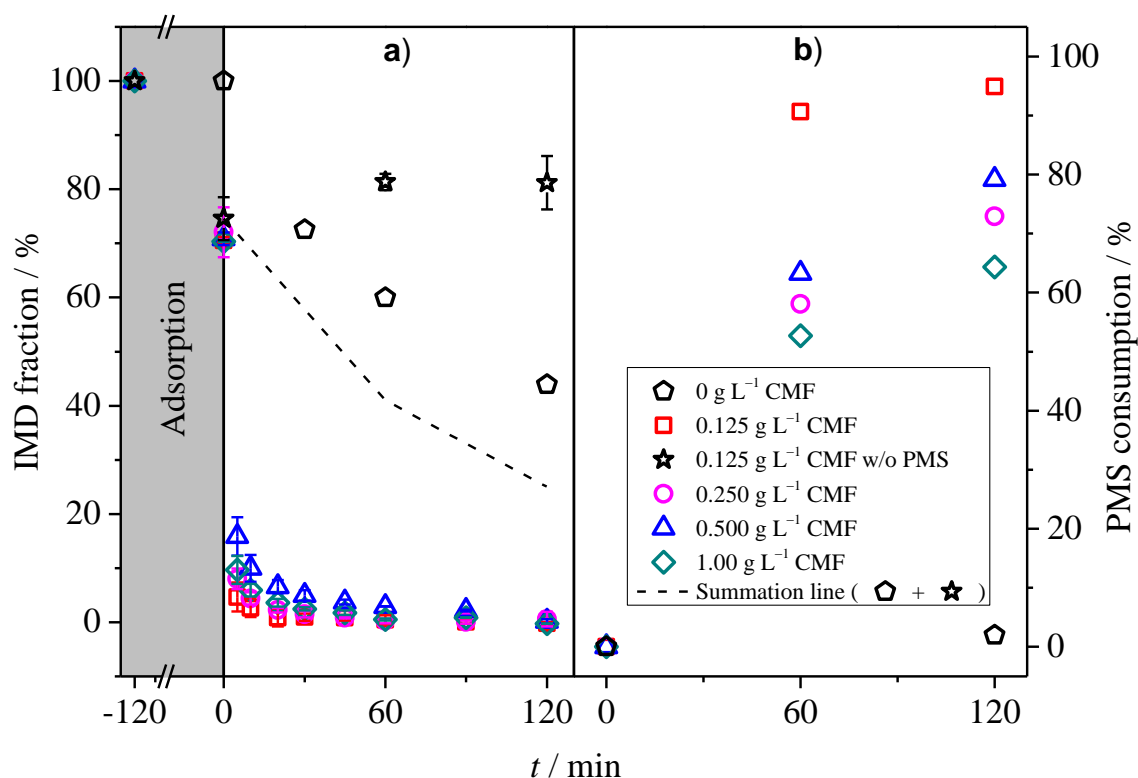 a)
b)
100
80
60
40
20
0
IMD fraction / %
Adsorption
100
80
60
40
20
0
PMS consumption / %
0 g L⁻¹ CMF
0.125 g L⁻¹ CMF
0.125 g L⁻¹ CMF w/o PMS
0.250 g L⁻¹ CMF
0.500 g L⁻¹ CMF
1.00 g L⁻¹ CMF
Summation line ( + )
-120 0 60 120 0 60 120
t / min